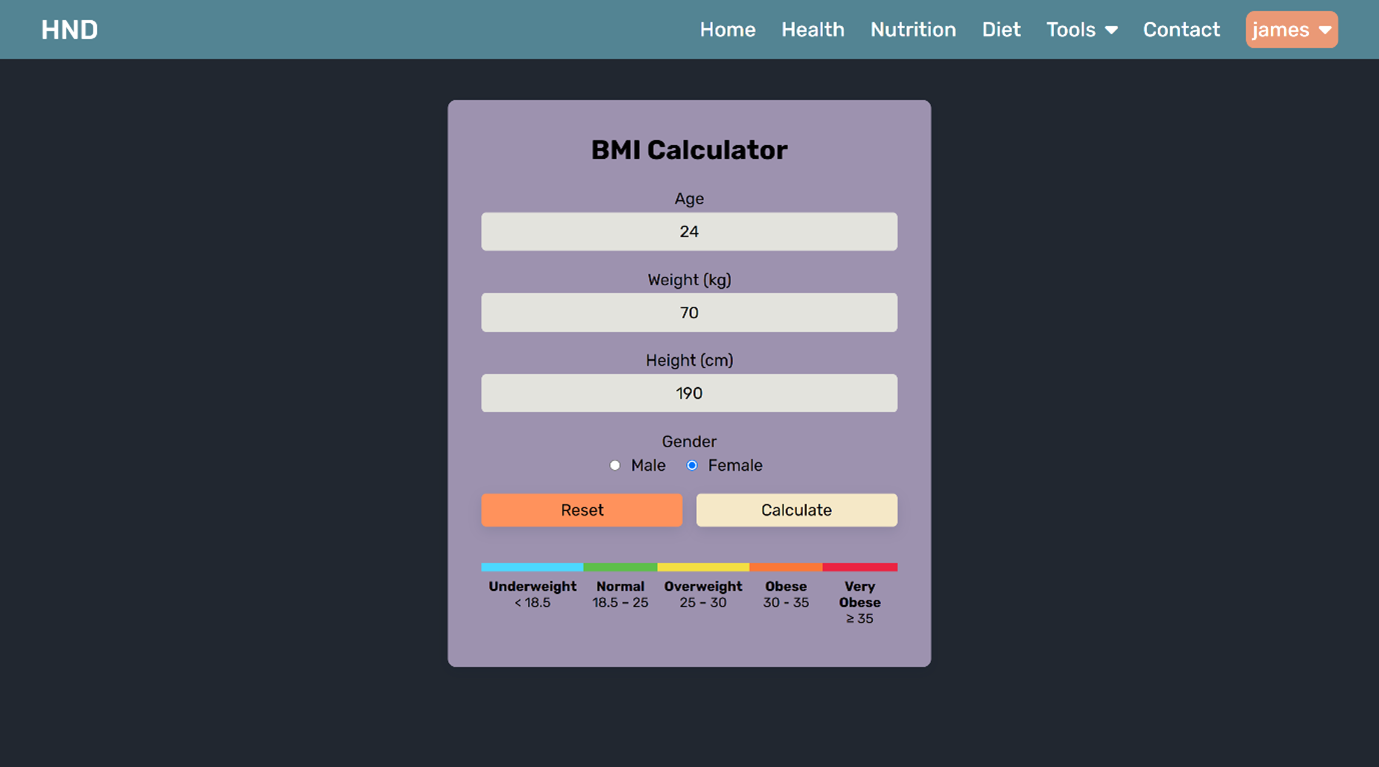 HND
Home Health Nutrition Diet Tools Contact james
BMI Calculator
Age
24
Weight (kg)
70
Height (cm)
190
Gender
Male Female
Reset Calculate
Underweight Normal Overweight Obese Very
Obese
< 18.5 18.5 – 25 25 – 30 30 - 35 ≥ 35